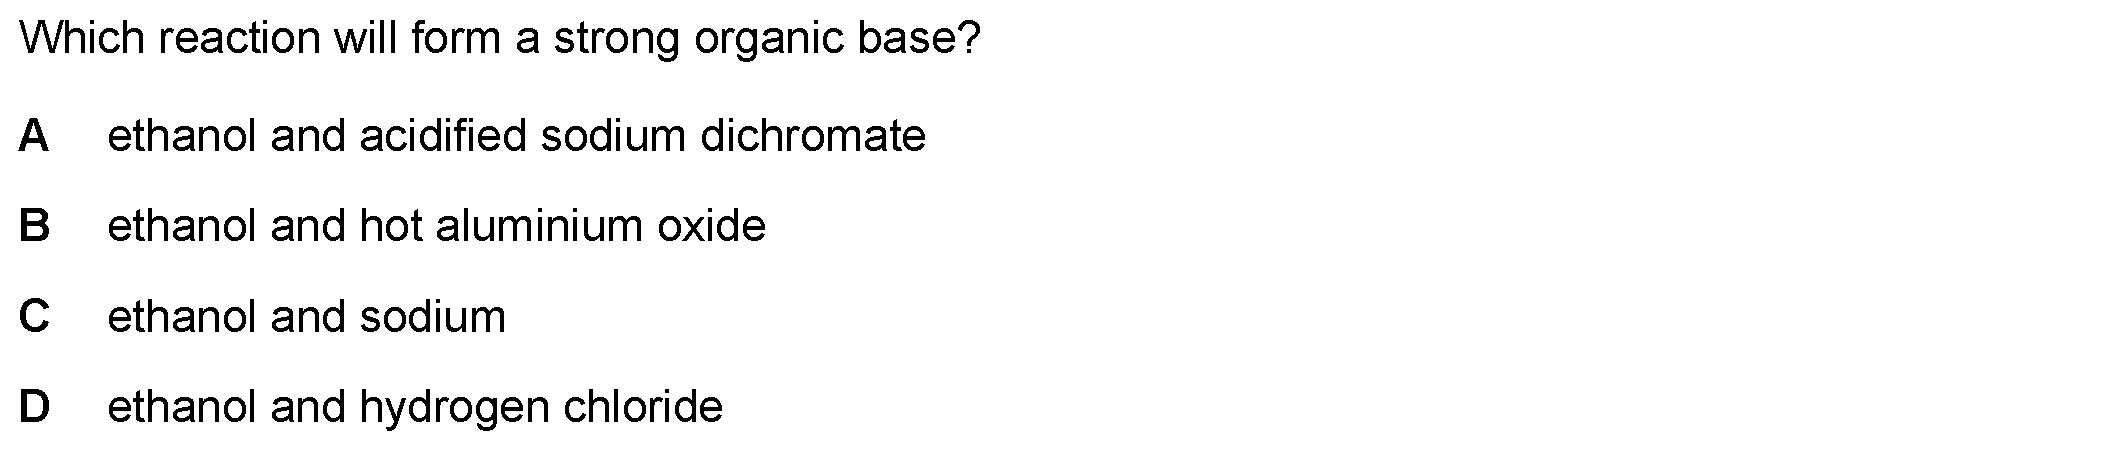 Which reaction will form a strong organic base?
A ethanol and acidified sodium dichromate
B ethanol and hot aluminium oxide
C ethanol and sodium
D ethanol and hydrogen chloride